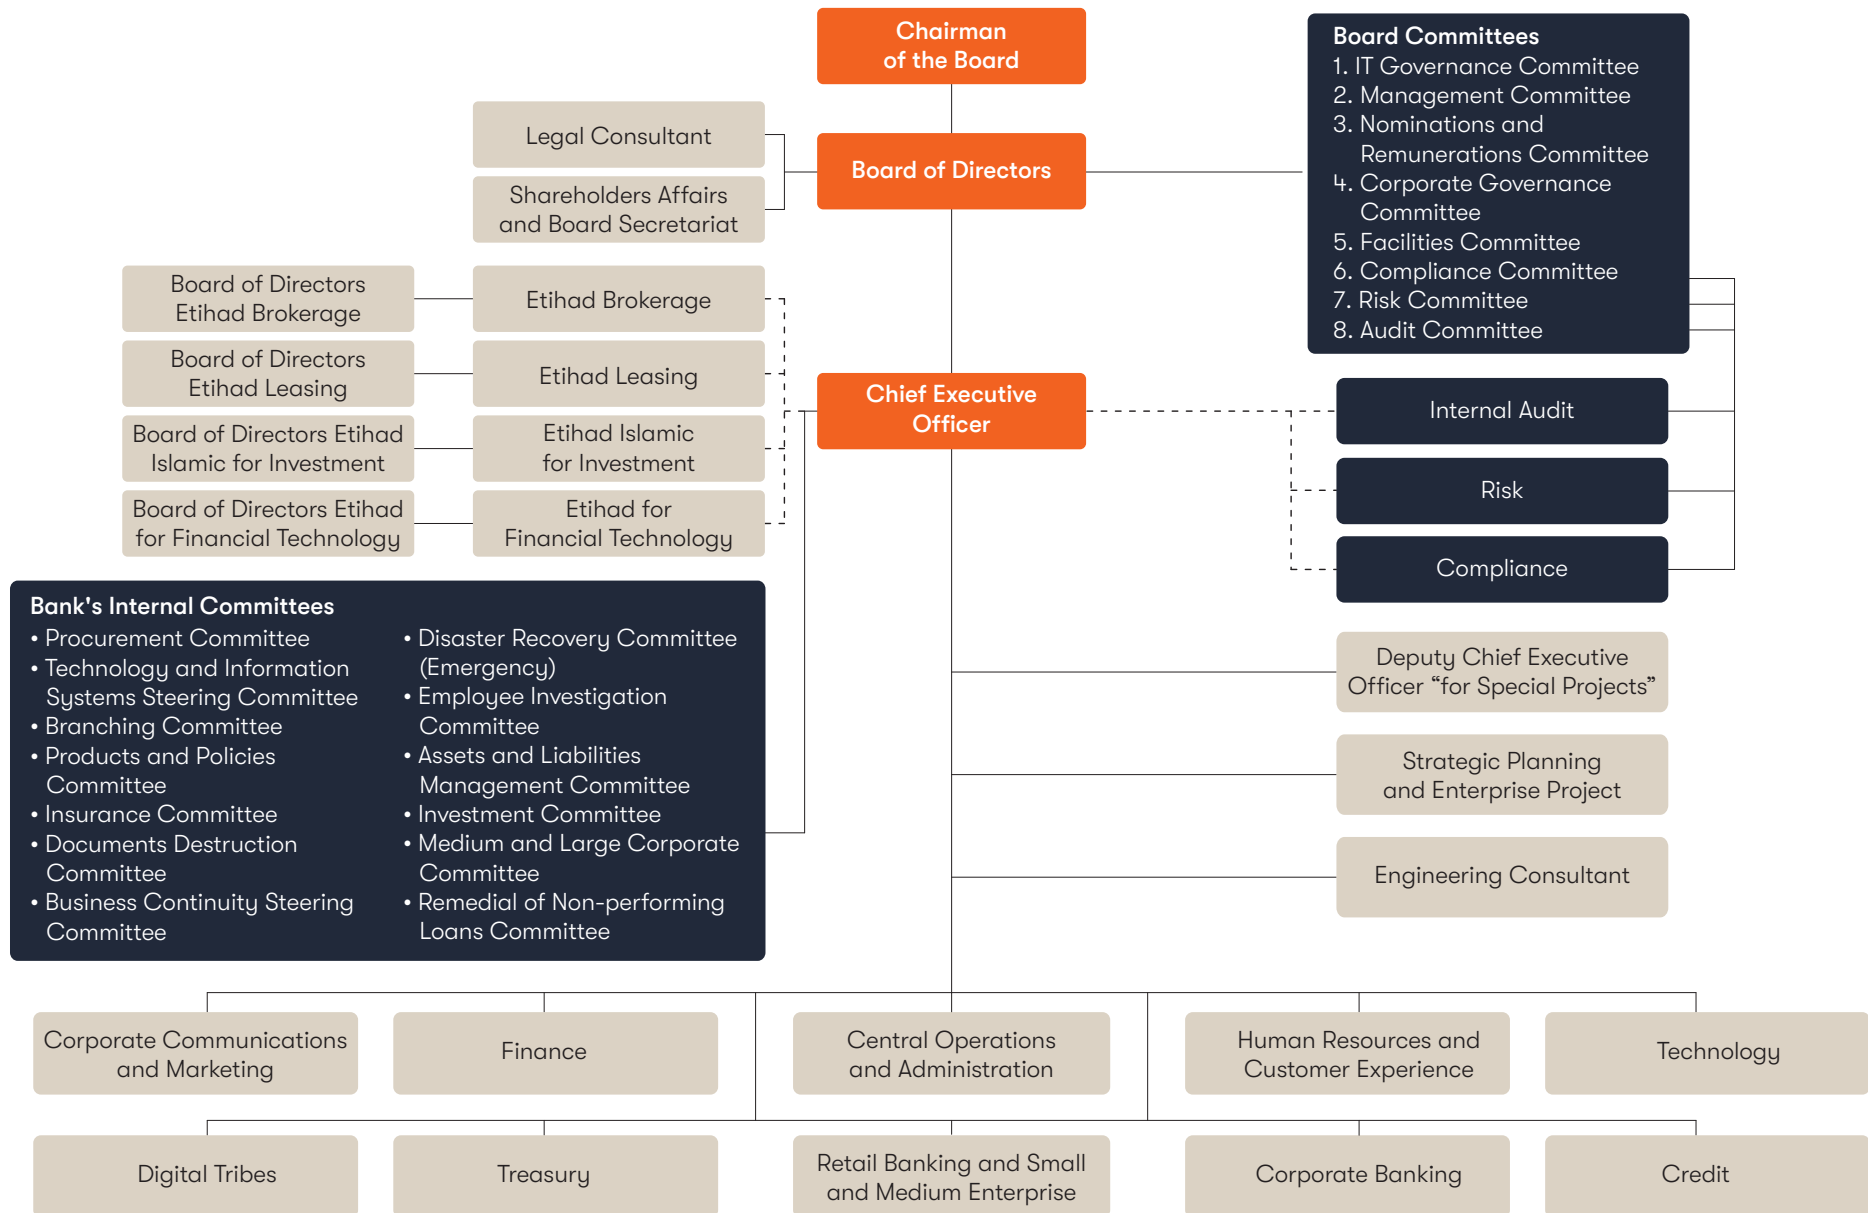 Chairman
of the Board
Board Committees
1. IT Governance Committee
2. Management Committee
3. Nominations and
Remunerations Committee
4. Corporate Governance
Committee
5. Facilities Committee
6. Compliance Committee
7. Risk Committee
8. Audit Committee
Legal Consultant
Board of Directors
Shareholders Affairs
and Board Secretariat
Board of Directors
Etihad Brokerage
Etihad Brokerage
Board of Directors
Etihad Leasing
Etihad Leasing
Chief Executive
Officer
Internal Audit
Board of Directors Etihad
Islamic for Investment
Etihad Islamic
for Investment
Risk
Board of Directors Etihad
for Financial Technology
Etihad for
Financial Technology
Compliance
Bank's Internal Committees
• Procurement Committee
• Technology and Information
Systems Steering Committee
• Branching Committee
• Products and Policies
Committee
• Insurance Committee
• Documents Destruction
Committee
• Business Continuity Steering
Committee
• Disaster Recovery Committee
(Emergency)
• Employee Investigation
Committee
• Assets and Liabilities
Management Committee
• Investment Committee
• Medium and Large Corporate
Committee
• Remedial of Non-performing
Loans Committee
Deputy Chief Executive
Officer “for Special Projects”
Strategic Planning
and Enterprise Project
Engineering Consultant
Corporate Communications
and Marketing
Finance
Central Operations
and Administration
Human Resources and
Customer Experience
Technology
Digital Tribes
Treasury
Retail Banking and Small
and Medium Enterprise
Corporate Banking
Credit